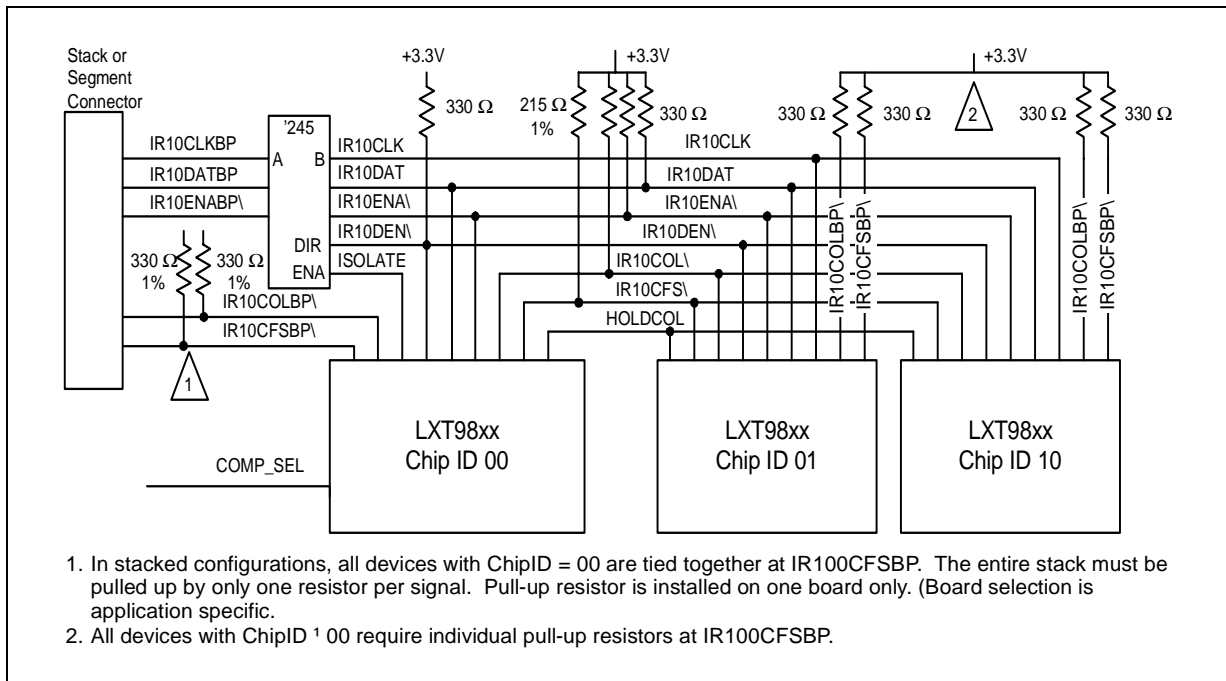 Stack or
Segment
Connector
+3.3V
+3.3V
+3.3V
330 Ω
215 Ω
1%
330 Ω
330 Ω
330 Ω
2
330 Ω
330 Ω
'245
A
B
DIR
ENA
IR10CLKBP
IR10DATBP
IR10ENABP\
IR10CLK
IR10CLK
IR10DAT
IR10DAT
IR10ENA\
IR10ENA\
IR10DEN\
IR10DEN\
ISOLATE
IR10COL\
IR10CFS\
HOLDCOL
330 Ω
1%
330 Ω
1%
IR10COLBP\
IR10CFSBP\
IR10COLBP\
IR10CFSBP\
IR10COLBP\
IR10CFSBP\
1
COMP_SEL
LXT98xx
Chip ID 00
LXT98xx
Chip ID 01
LXT98xx
Chip ID 10
1. In stacked configurations, all devices with ChipID = 00 are tied together at IR100CFSBP. The entire stack must be
pulled up by only one resistor per signal. Pull-up resistor is installed on one board only. (Board selection is
application specific.
2. All devices with ChipID ¹ 00 require individual pull-up resistors at IR100CFSBP.